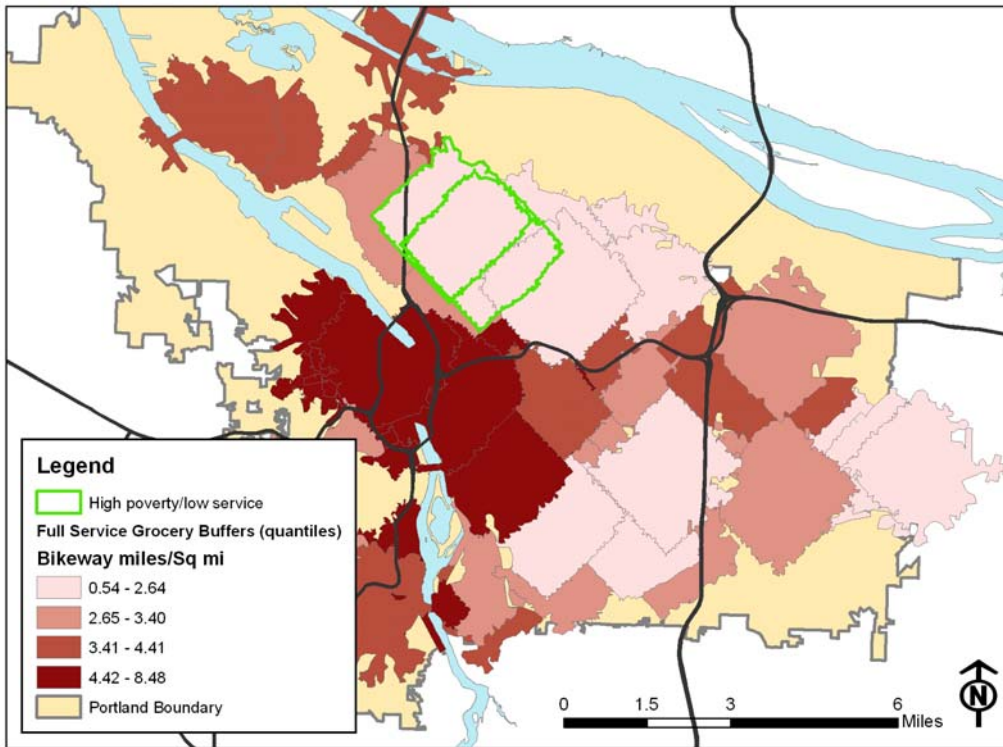 Legend
High poverty/low service
Full Service Grocery Buffers (quantiles)
Bikeway miles/Sq mi
0.54 - 2.64
2.65 - 3.40
3.41 - 4.41
4.42 - 8.48
Portland Boundary
0 1.5 3 6
Miles
N